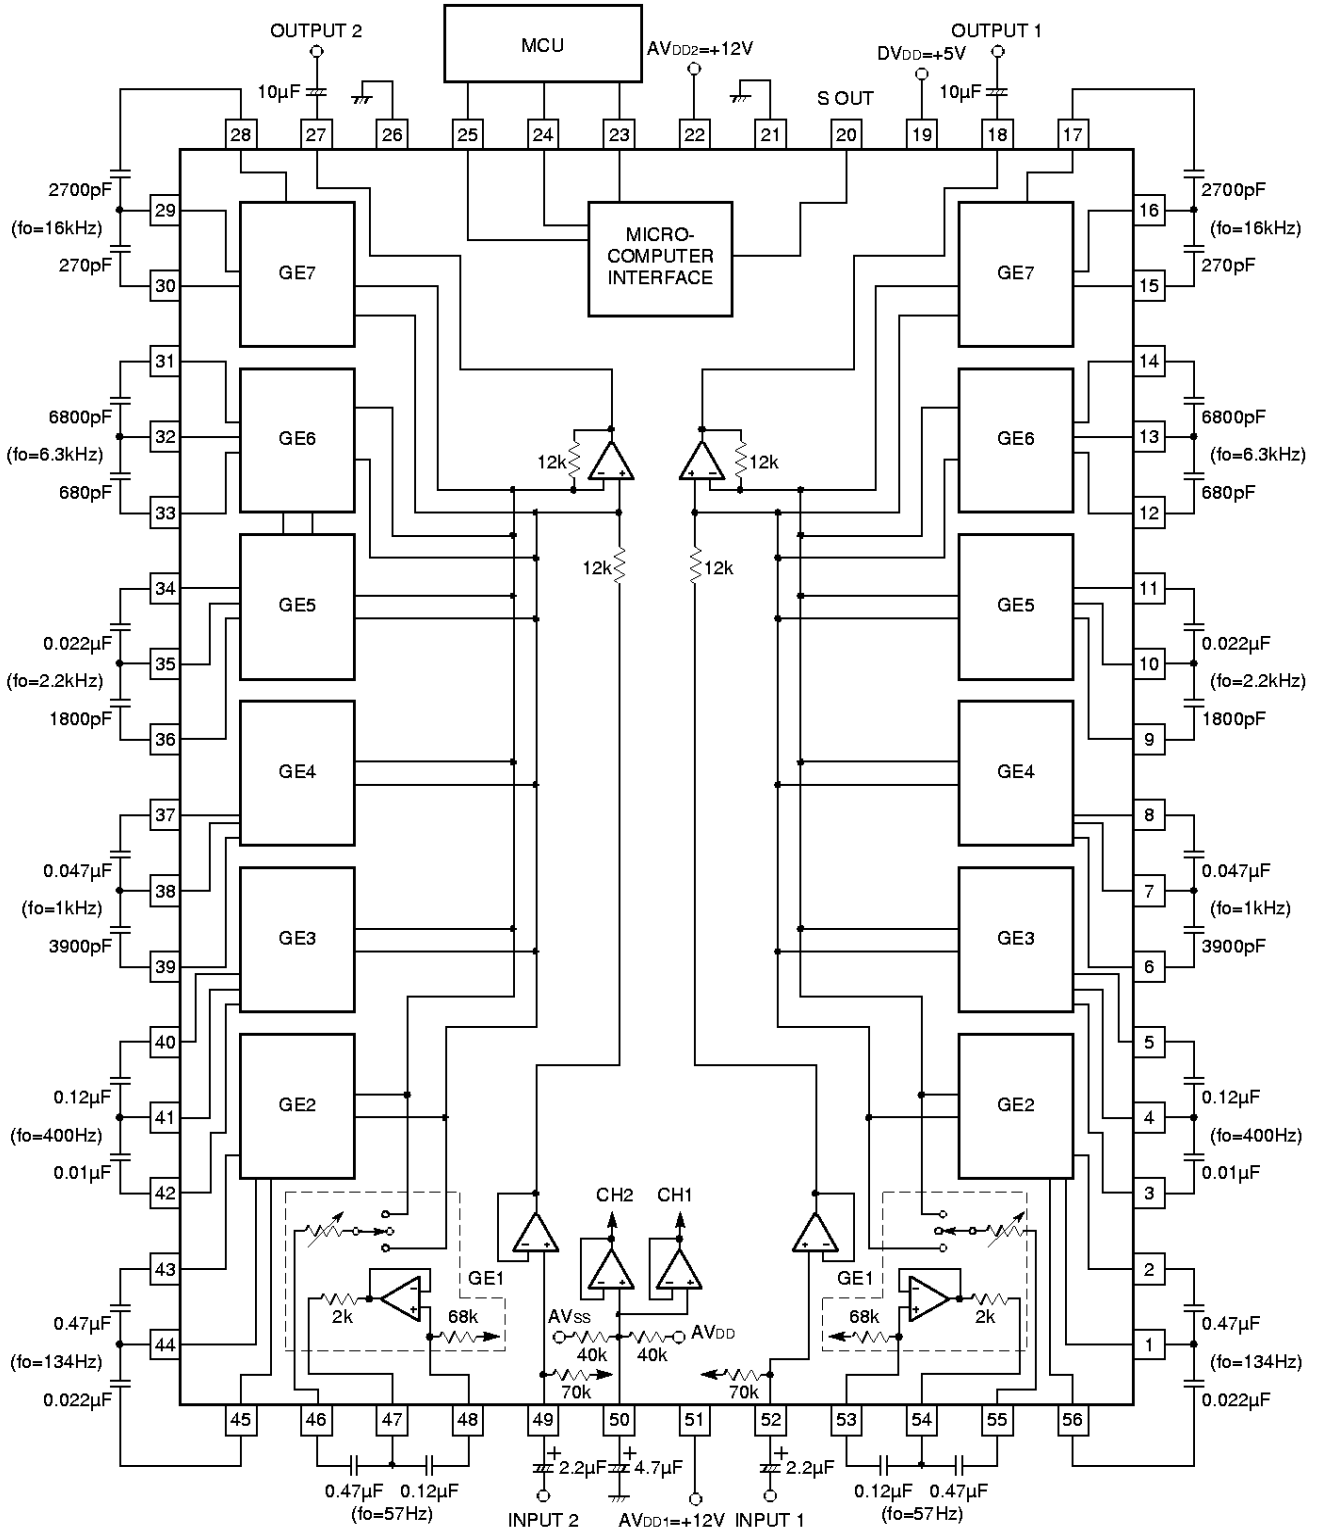 OUTPUT 2
MCU
AVDD2=+12V
DVDD=+5V
OUTPUT 1
10µF
S OUT
10µF
28
27
26
25
24
23
22
21
20
19
18
17
2700pF
29
(fo=16kHz)
270pF
30
GE7
MICRO-
COMPUTER
INTERFACE
GE7
16
2700pF
(fo=16kHz)
270pF
15
31
6800pF
32
(fo=6.3kHz)
680pF
33
GE6
12k
- +
+ -
12k
GE6
14
6800pF
13
(fo=6.3kHz)
680pF
12
34
0.022µF
35
(fo=2.2kHz)
1800pF
36
GE5
12k
12k
GE5
11
0.022µF
10
(fo=2.2kHz)
1800pF
9
GE4
GE4
37
0.047µF
38
(fo=1kHz)
3900pF
39
GE3
GE3
8
0.047µF
7
(fo=1kHz)
3900pF
6
40
0.12µF
41
(fo=400Hz)
0.01µF
42
GE2
GE2
5
0.12µF
4
(fo=400Hz)
0.01µF
3
CH2
CH1
- +
- +
- +
+ -
43
0.47µF
44
(fo=134Hz)
0.022µF
GE1
-
+
2k
68k
AVSS
40k
40k
AVDD
70k
70k
GE1
68k
-
+
2k
2
0.47µF
1
(fo=134Hz)
0.022µF
45
46
47
48
49
50
51
52
53
54
55
56
0.47µF
0.12µF
(fo=57Hz)
+
2.2µF
+
4.7µF
+
2.2µF
0.12µF
0.47µF
(fo=57Hz)
INPUT 2
AVDD1=+12V
INPUT 1